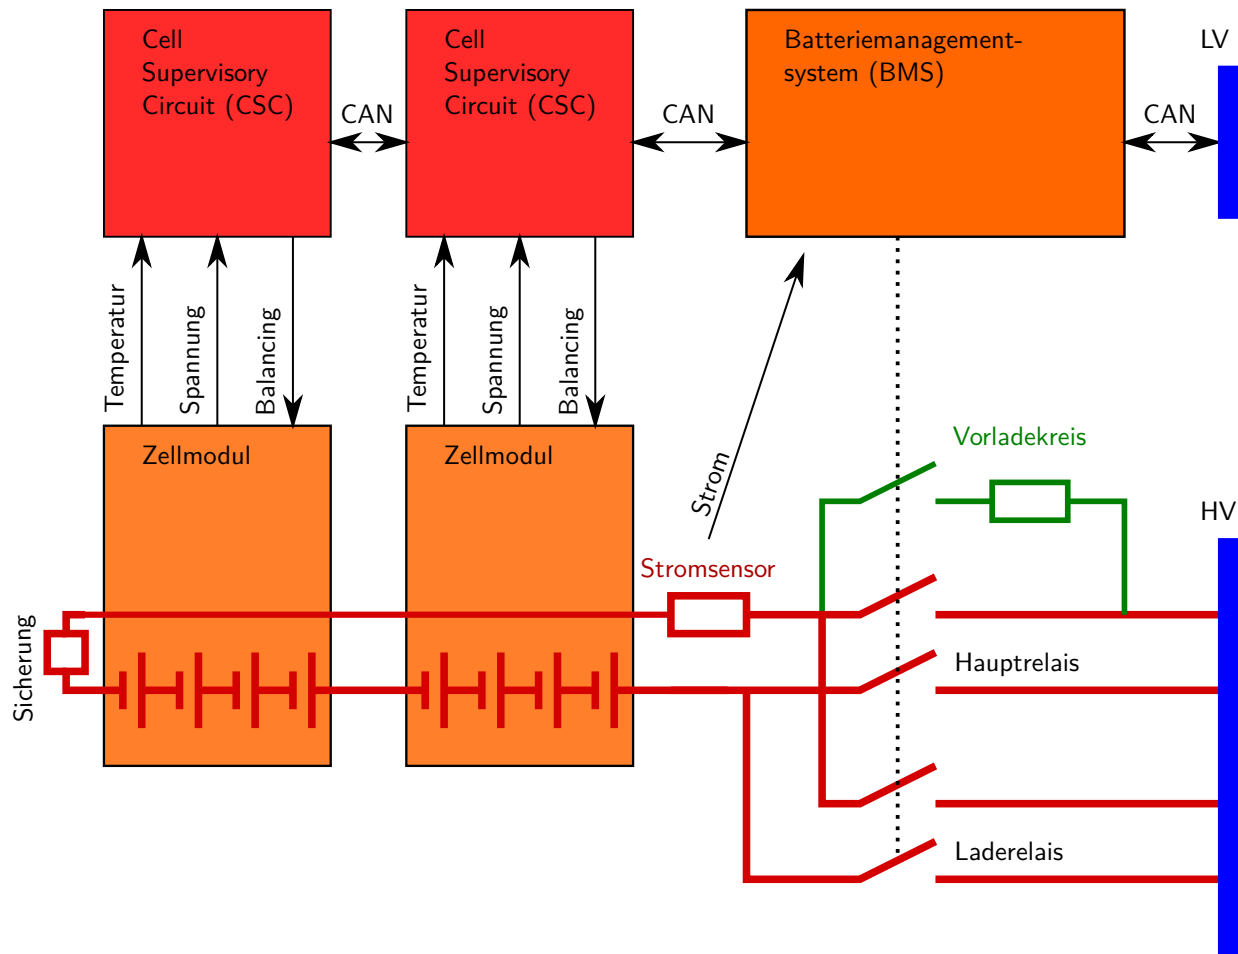 Cell
Supervisory
Circuit (CSC)
CAN
Cell
Supervisory
Circuit (CSC)
CAN
Batteriemanagement-
system (BMS)
CAN
LV
Temperatur
Spannung
Balancing
Temperatur
Spannung
Balancing
Strom
Zellmodul
Zellmodul
Vorladekreis
HV
Stromsensor
Sicherung
Hauptrelais
Laderelais